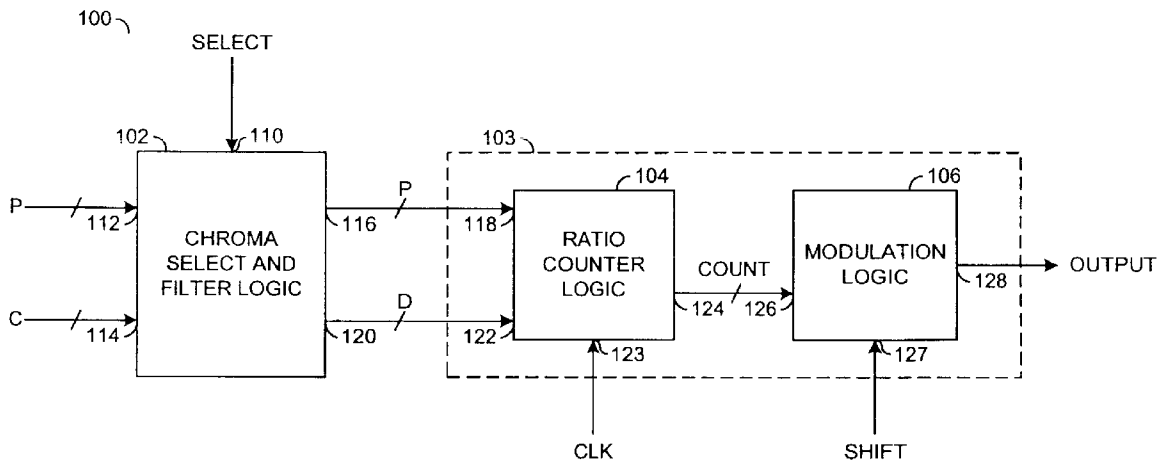 100
SELECT
102
110
103
P
112
116
P
118
104
106
CHROMA
SELECT AND
FILTER LOGIC
RATIO
COUNTER
LOGIC
COUNT
MODULATION
LOGIC
128
OUTPUT
C
114
120
D
122
124
126
123
127
CLK
SHIFT